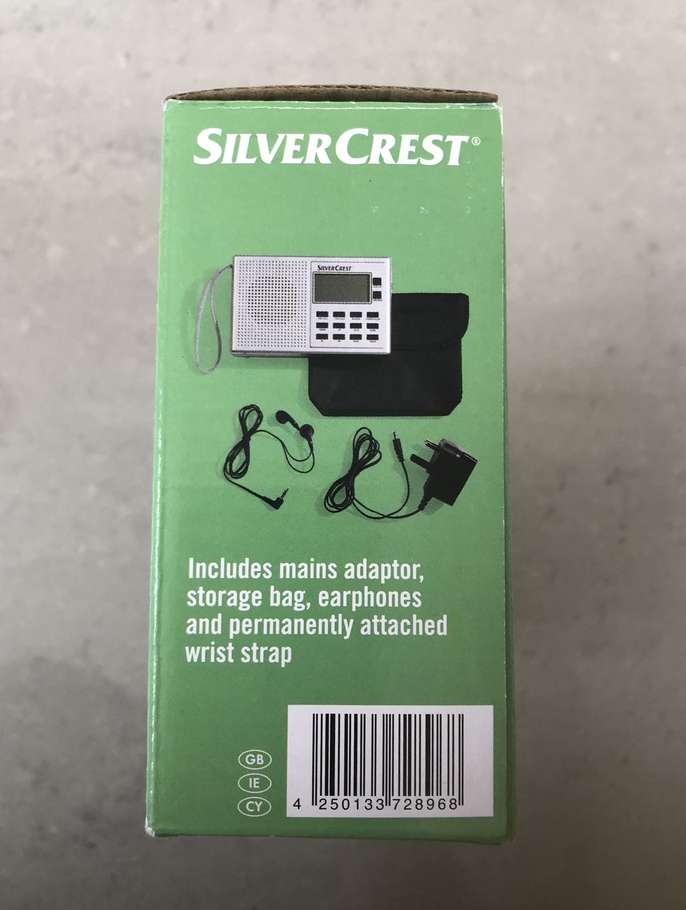 SILVERCREST®
SILVERCREST
Includes mains adaptor,
storage bag, earphones
and permanently attached
wrist strap
GB
IE
CY
4 250133 728968